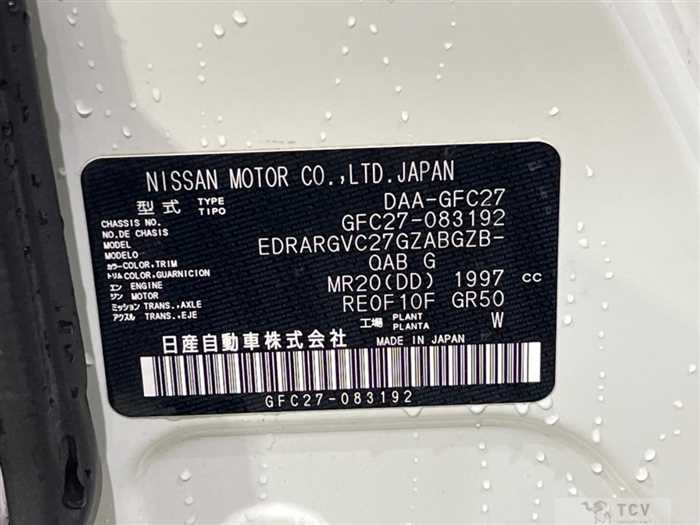 NISSAN MOTOR CO.,LTD.JAPAN
型式 TYPE TIPO DAA-GFC27
CHASSIS NO. NO.DE CHASIS GFC27-083192
MODEL MODELO EDRARGVC27GZABGZB-
カラー COLOR,TRIM トリム COLOR,GUARNICION QAB G
エンジン ENGINE MOTOR MR20(DD) 1997 cc
ミッション TRANS.,AXLE アクスル TRANS.,EJE RE0F10F GR50
工場 PLANT PLANTA W
日産自動車株式会社 MADE IN JAPAN
GFC27-083192
TCV